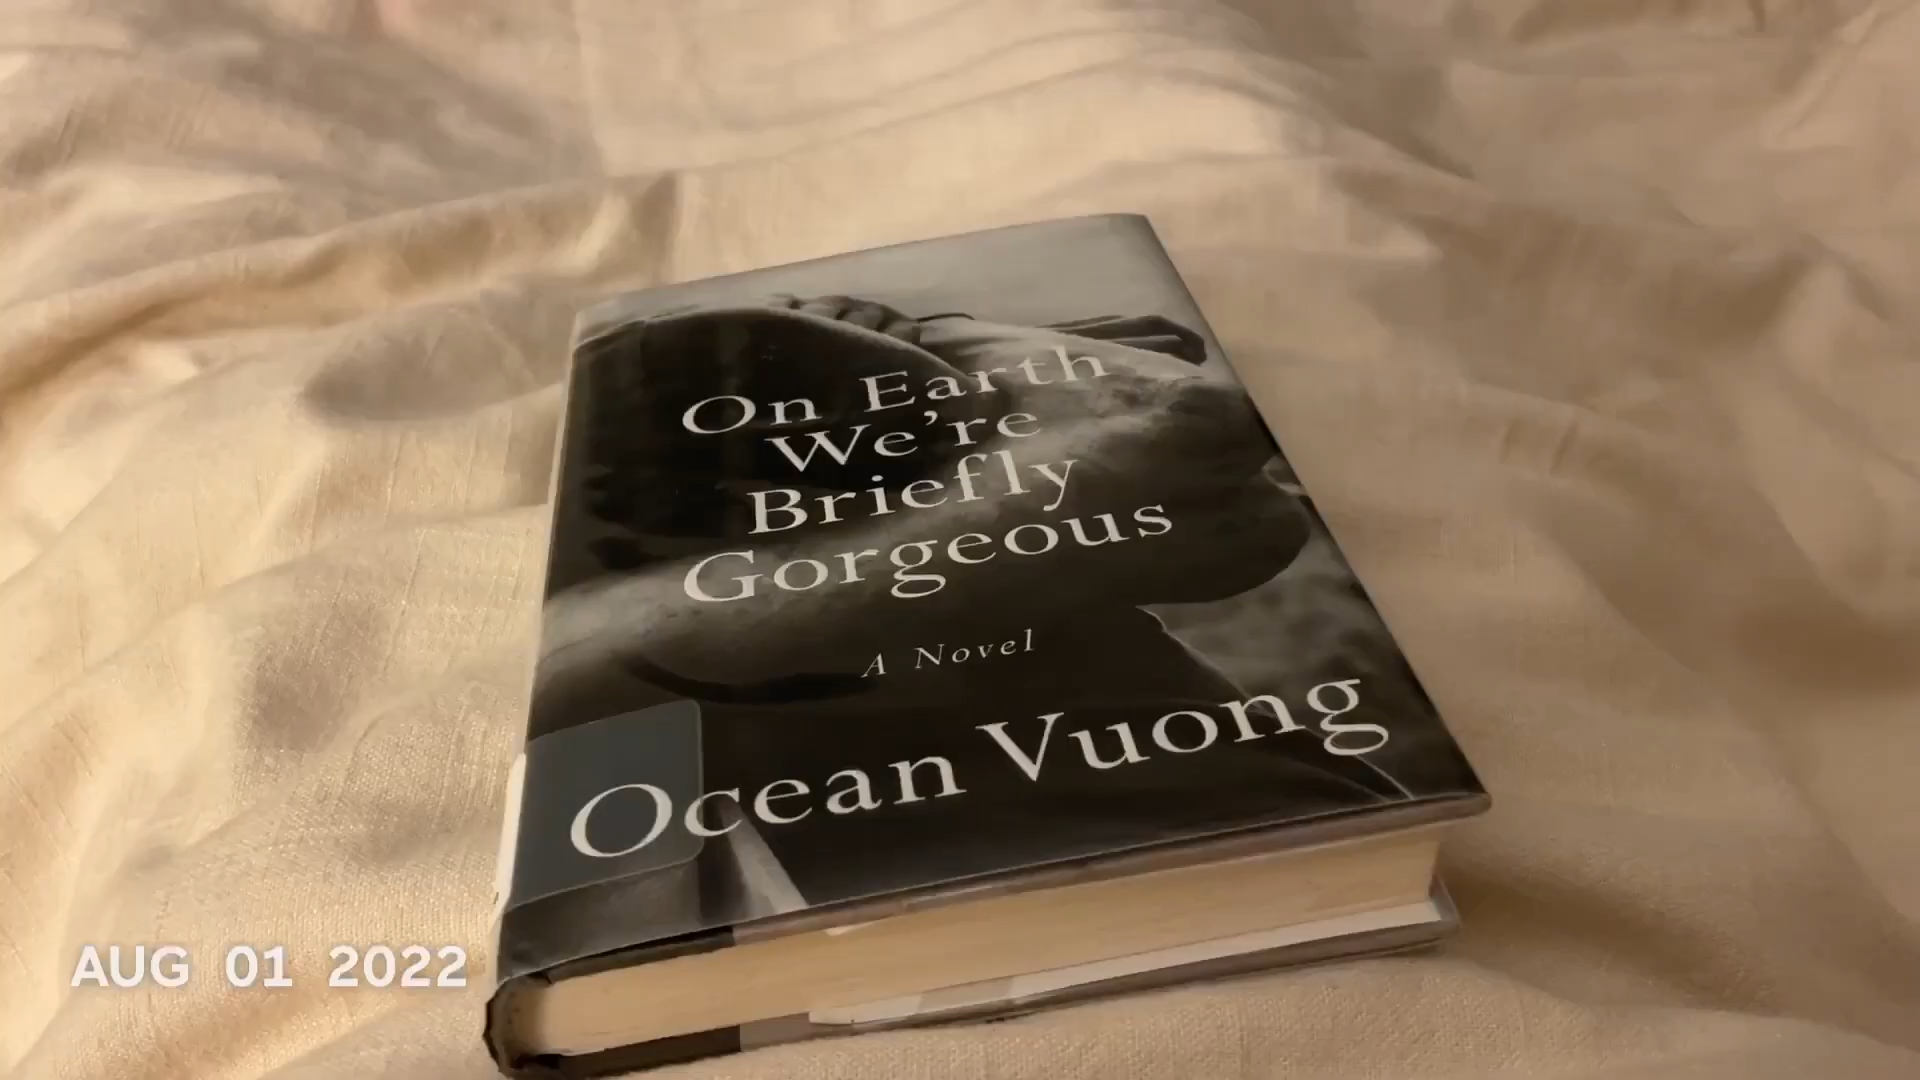 On Earth
We're
Briefly
Gorgeous
A Novel
Ocean Vuong
AUG 01 2022